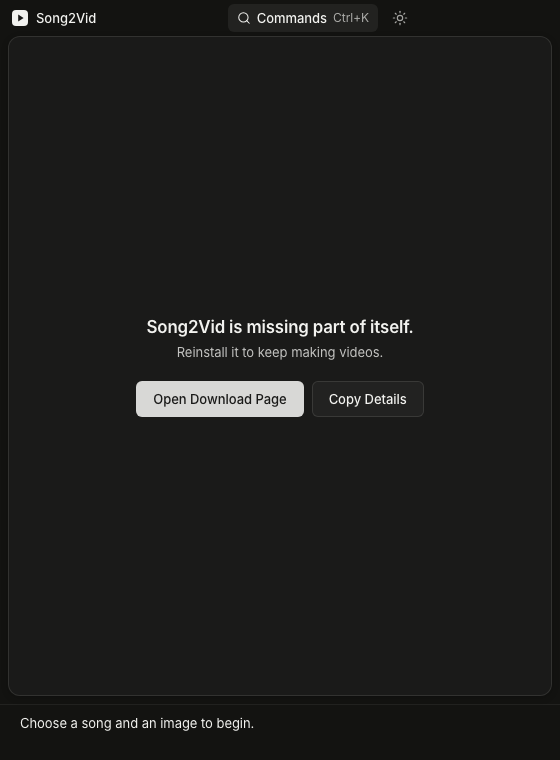 Song2Vid
Commands Ctrl+K
Song2Vid is missing part of itself.
Reinstall it to keep making videos.
Open Download Page
Copy Details
Choose a song and an image to begin.